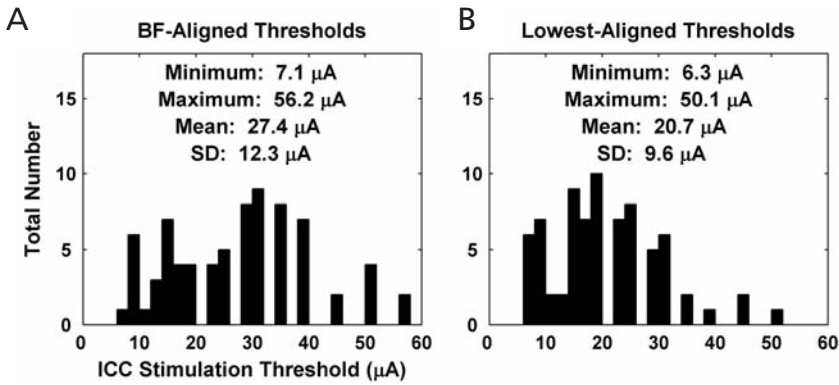 A
BF-Aligned Thresholds
Minimum: 7.1 µA
Maximum: 56.2 µA
Mean: 27.4 µA
SD: 12.3 µA
Total Number
15
10
5
0
0 10 20 30 40 50 60
ICC Stimulation Threshold (µA)
B
Lowest-Aligned Thresholds
Minimum: 6.3 µA
Maximum: 50.1 µA
Mean: 20.7 µA
SD: 9.6 µA
15
10
5
0
0 10 20 30 40 50 60